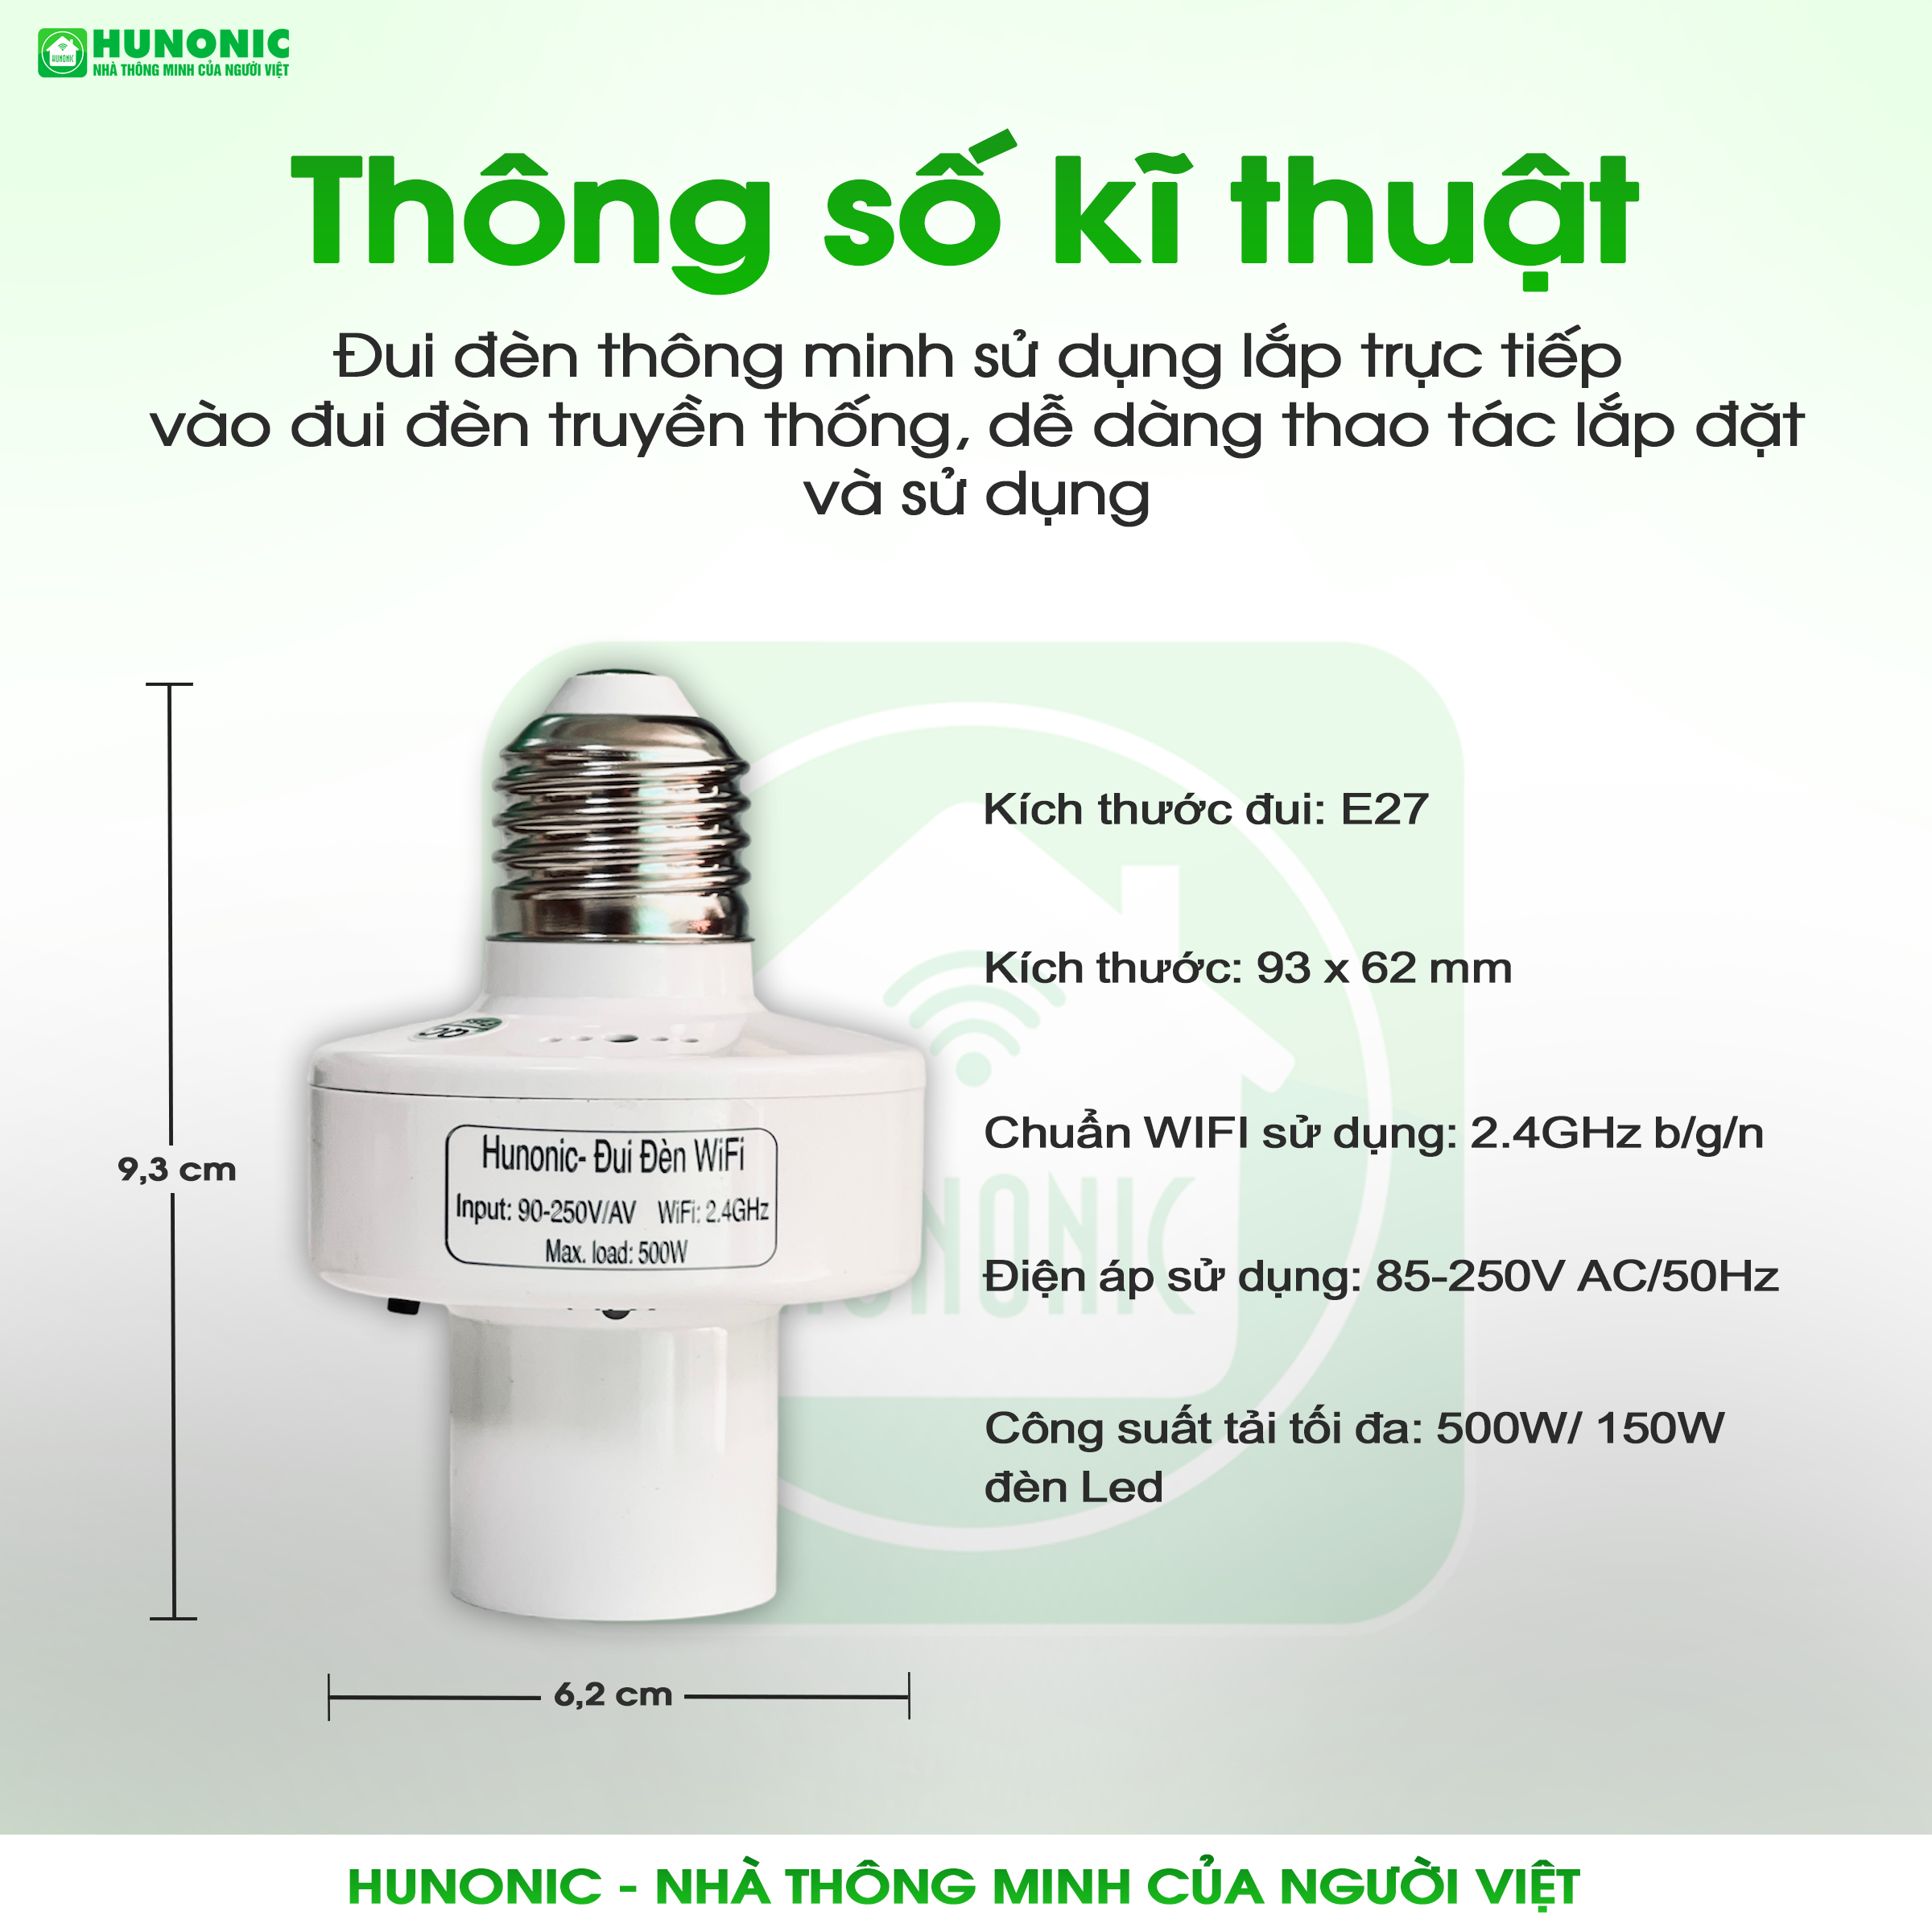 HUNONIC
NHÀ THÔNG MINH CỦA NGƯỜI VIỆT
HUNONIC
Thông số kĩ thuật
Đui đèn thông minh sử dụng lắp trực tiếp
vào đui đèn truyền thống, dễ dàng thao tác lắp đặt
và sử dụng
Kích thước đui: E27
Kích thước: 93 x 62 mm
Chuẩn WIFI sử dụng: 2.4GHz b/g/n
Điện áp sử dụng: 85-250V AC/50Hz
Công suất tải tối đa: 500W/ 150W
đèn Led
9,3 cm
Hunonic- Đui Đèn WiFi
Input: 90-250V/AV WiFi: 2.4GHz
Max. load: 500W
HUNONIC
6,2 cm
HUNONIC - NHÀ THÔNG MINH CỦA NGƯỜI VIỆT